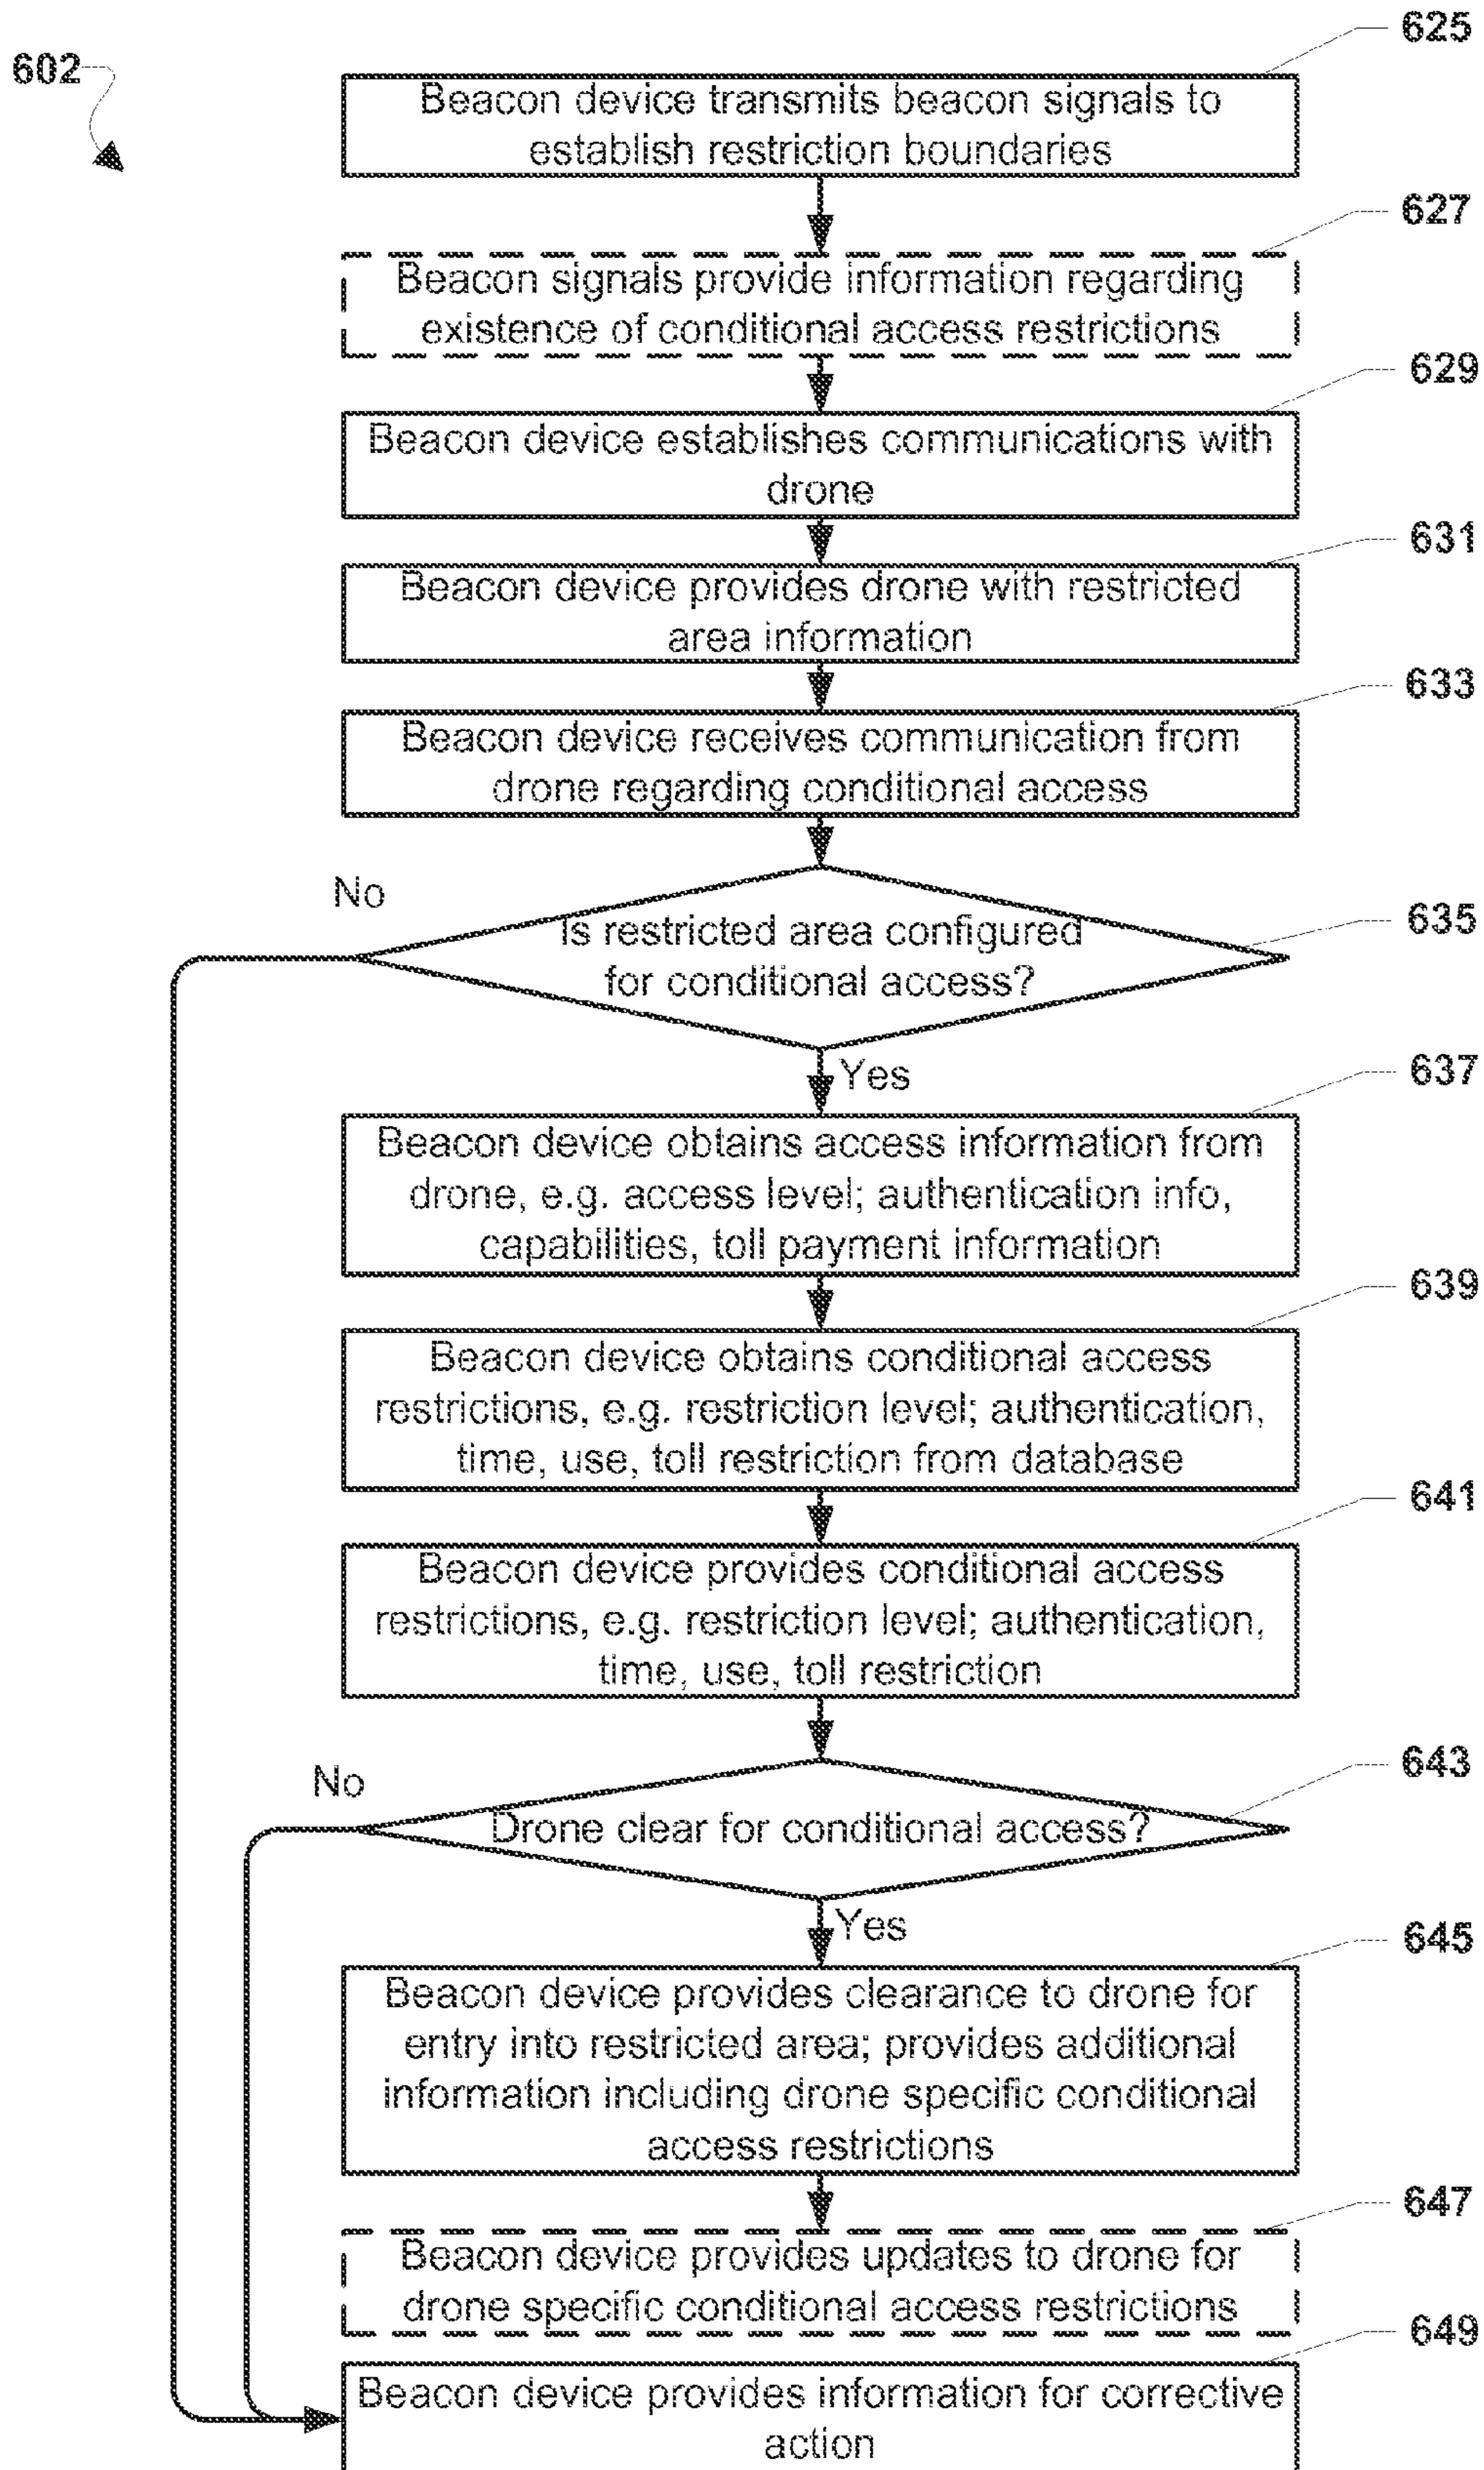 625
602
Beacon device transmits beacon signals to
establish restriction boundaries
627
Beacon signals provide information regarding
existence of conditional access restrictions
629
Beacon device establishes communications with
drone
631
Beacon device provides drone with restricted
area information
633
Beacon device receives communication from
drone regarding conditional access
No
635
Is restricted area configured
for conditional access?
Yes
637
Beacon device obtains access information from
drone, e.g. access level; authentication info,
capabilities, toll payment information
639
Beacon device obtains conditional access
restrictions, e.g. restriction level; authentication,
time, use, toll restriction from database
641
Beacon device provides conditional access
restrictions, e.g. restriction level; authentication,
time, use, toll restriction
643
No
Drone clear for conditional access?
Yes
645
Beacon device provides clearance to drone for
entry into restricted area; provides additional
information including drone specific conditional
access restrictions
647
Beacon device provides updates to drone for
drone specific conditional access restrictions
649
Beacon device provides information for corrective
action